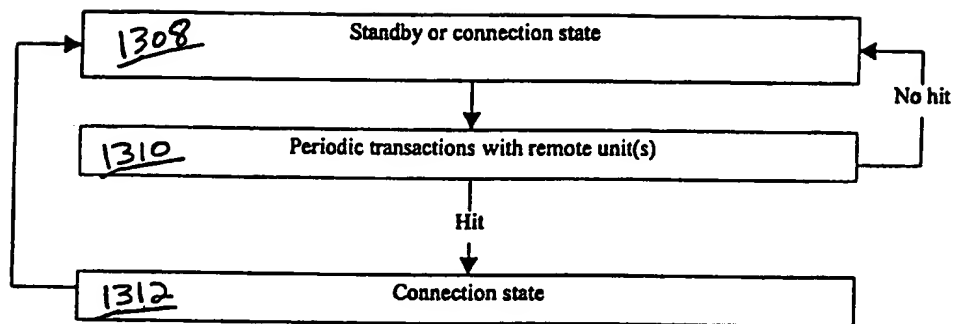 1308 Standby or connection state
No hit
1310 Periodic transactions with remote unit(s)
Hit
1312 Connection state